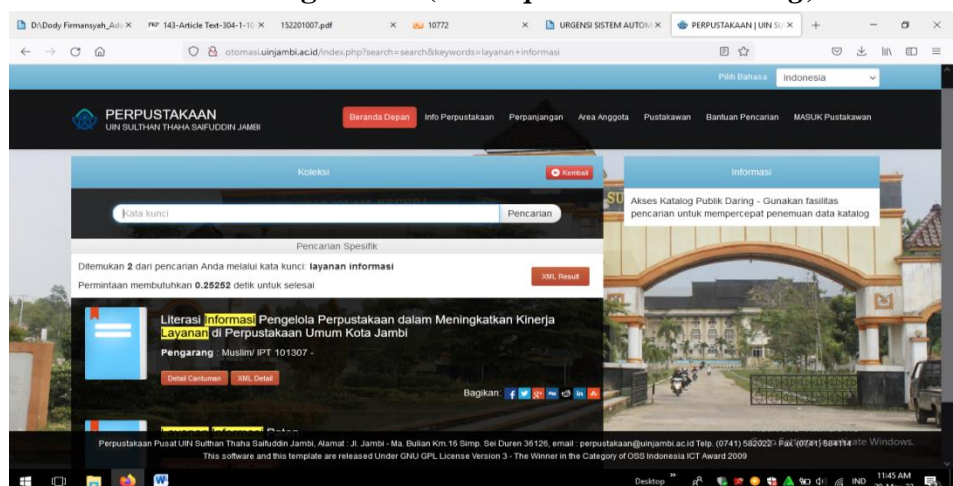 D:\Dody Firmansyah_Ad
143-Article Text-304-1-10
152201007.pdf
10772
URGENSI SISTEM AUTOM
PERPUSTAKAAN | UIN SU
otomasi.uinjambi.ac.id/index.php?search=search&keywords=layanan+informasi
Pilih Bahasa Indonesia
PERPUSTAKAAN
UIN SULTHAN THAHA SAIFUDDIN JAMBI
Beranda Depan Info Perpustakaan Perpanjangan Area Anggota Pustakawan Bantuan Pencarian MASUK Pustakawan
Koleksi
Kembali
Informasi
Kata kunci
Pencarian
Akses Katalog Publik Daring - Gunakan fasilitas
pencarian untuk mempercepat penemuan data katalog
Pencarian Spesifik
Ditemukan 2 dari pencarian Anda melalui kata kunci: layanan informasi
Permintaan membutuhkan 0.25252 detik untuk selesai
XML Result
Literasi Informasi Pengelola Perpustakaan dalam Meningkatkan Kinerja
Layanan di Perpustakaan Umum Kota Jambi
Pengarang : Muslim/ IPT 101307 -
Detail Cantuman XML Detail
Bagikan:
Perpustakaan Pusat UIN Sulthan Thaha Saifuddin Jambi, Alamat : Jl. Jambi - Ma. Bulian Km.16 Simp. Sei Duren 36126, email : perpustakaan@uinjambi.ac.id Telp. (0741) 582022 - Fax.(0741) 584114
This software and this template are released Under GNU GPL License Version 3 - The Winner in the Category of OSS Indonesia ICT Award 2009
Desktop
IND
11:45 AM